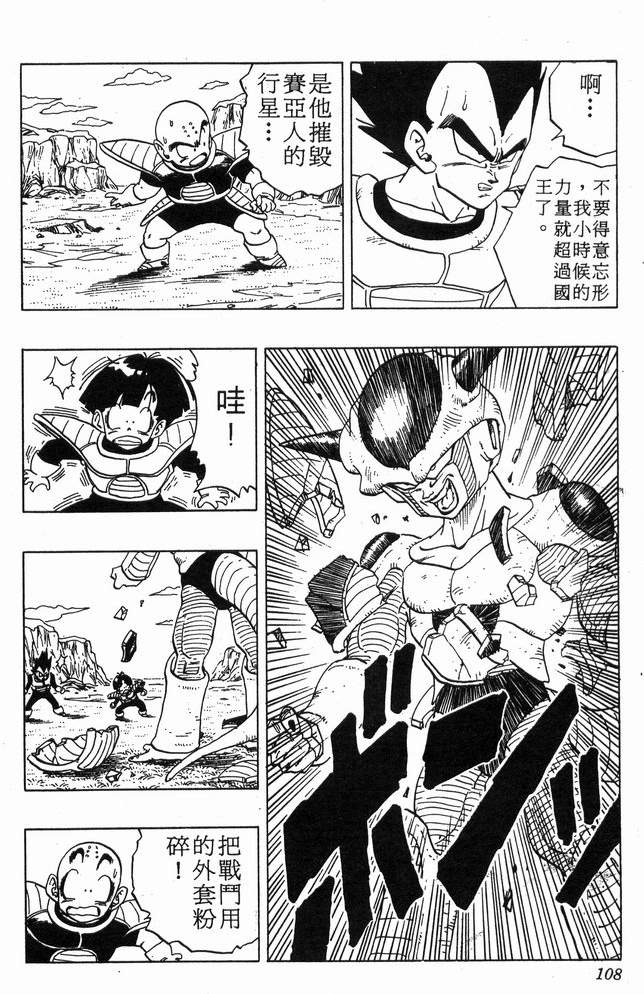 啊…
不要得意忘形
，我小時候的
力量就超過國
王了。
是他摧毀
賽亞人的
行星…
ボンッ
哇！
把戰鬥用
的外套粉
碎！
108